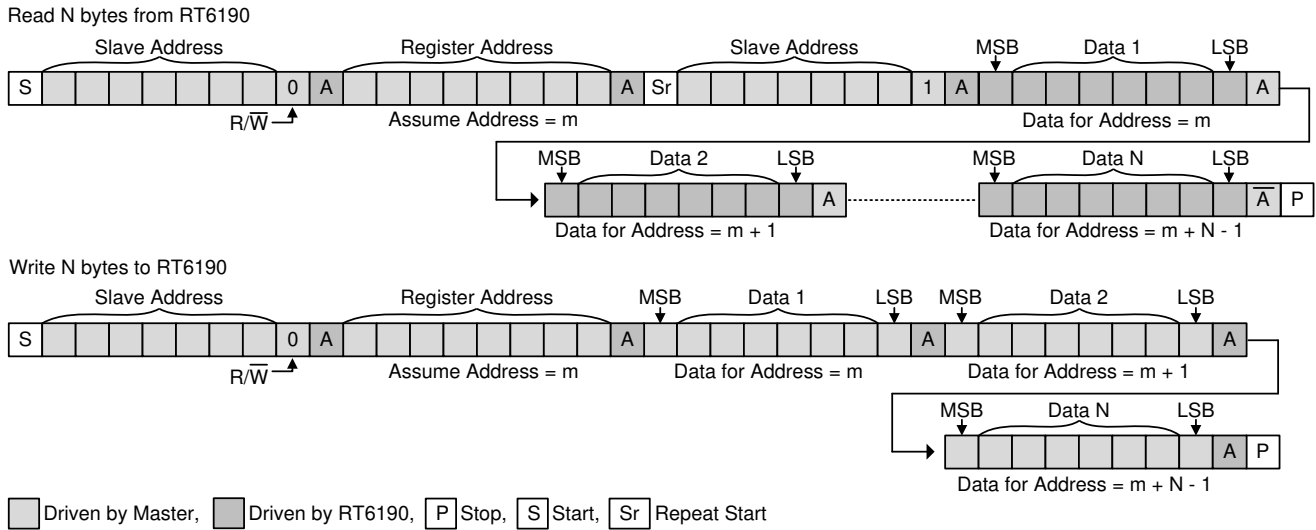 Read N bytes from RT6190
Slave Address Register Address Slave Address MSB Data 1 LSB
S 0 A A Sr 1 A A
R/W̅ Assume Address = m Data for Address = m
MSB Data 2 LSB MSB Data N LSB
A A̅ P
Data for Address = m + 1 Data for Address = m + N - 1
Write N bytes to RT6190
Slave Address Register Address MSB Data 1 LSB MSB Data 2 LSB
S 0 A A A A
R/W̅ Assume Address = m Data for Address = m Data for Address = m + 1
MSB Data N LSB
A P
Data for Address = m + N - 1
Driven by Master, Driven by RT6190, P Stop, S Start, Sr Repeat Start